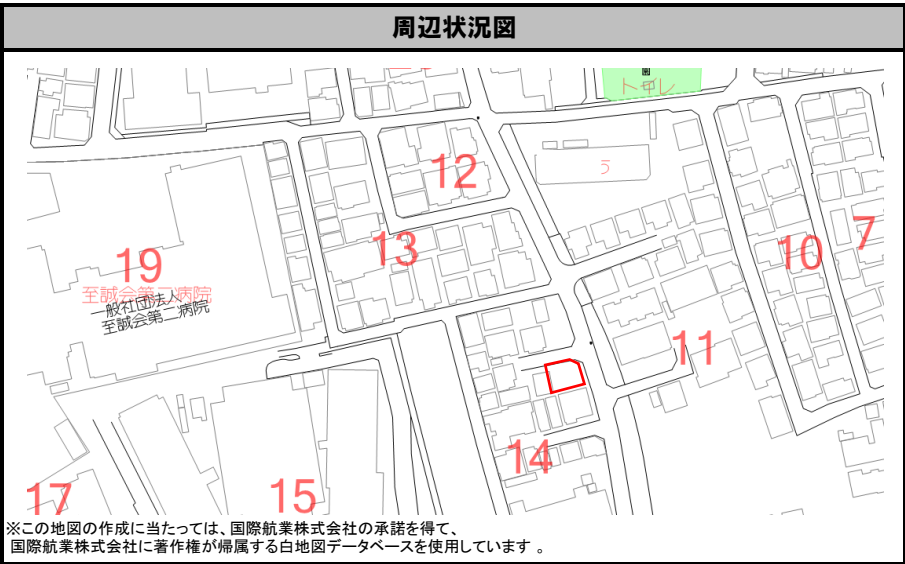 周辺状況図
園
トイレ
12
う
7
13
10
19
至誠会第二病院
一般社団法人
至誠会第二病院
11
14
17
15
※この地図の作成に当たっては、国際航業株式会社の承諾を得て、
国際航業株式会社に著作権が帰属する白地図データベースを使用しています 。